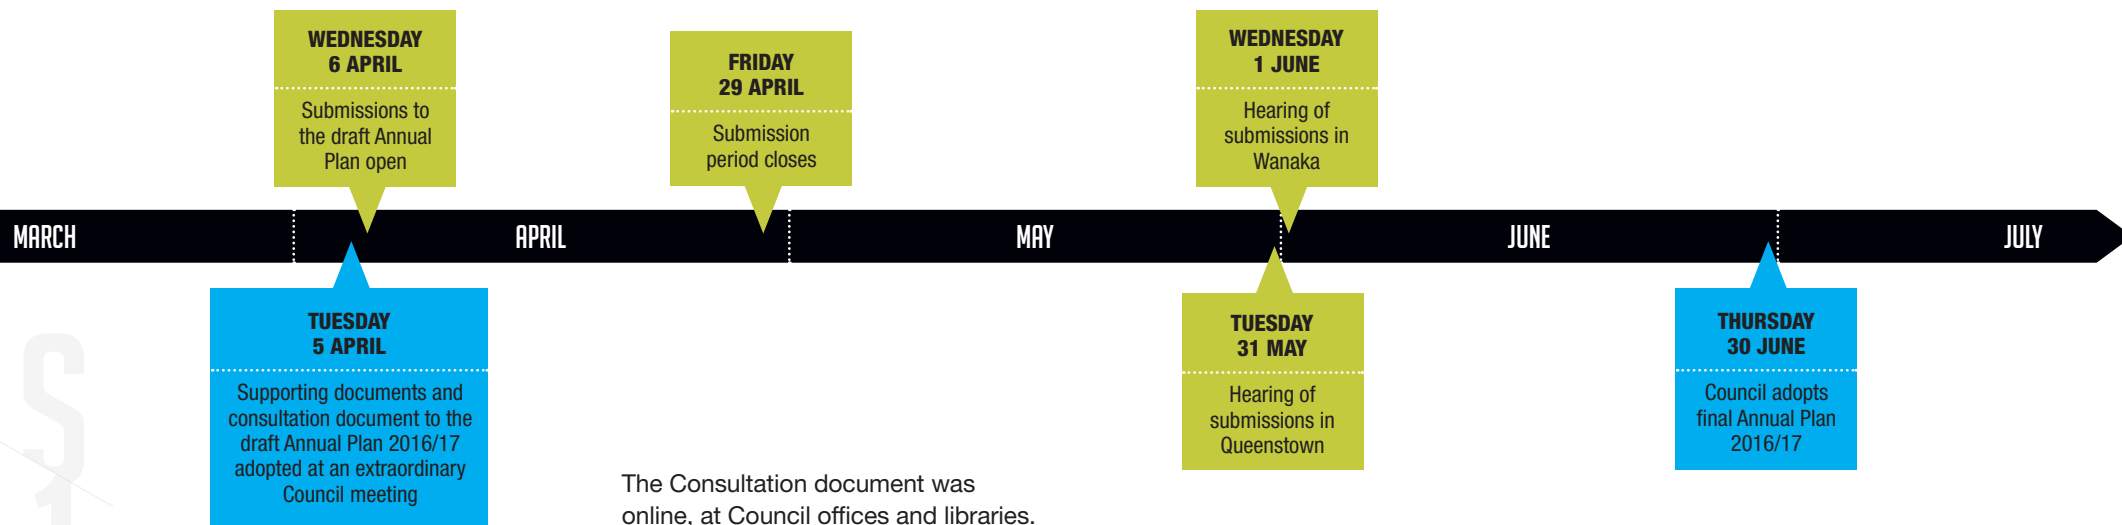 WEDNESDAY
6 APRIL
Submissions to
the draft Annual
Plan open
FRIDAY
29 APRIL
Submission
period closes
WEDNESDAY
1 JUNE
Hearing of
submissions in
Wanaka
MARCH
APRIL
MAY
JUNE
JULY
TUESDAY
5 APRIL
Supporting documents and
consultation document to the
draft Annual Plan 2016/17
adopted at an extraordinary
Council meeting
TUESDAY
31 MAY
Hearing of
submissions in
Queenstown
THURSDAY
30 JUNE
Council adopts
final Annual Plan
2016/17
The Consultation document was
online, at Council offices and libraries.
S
1